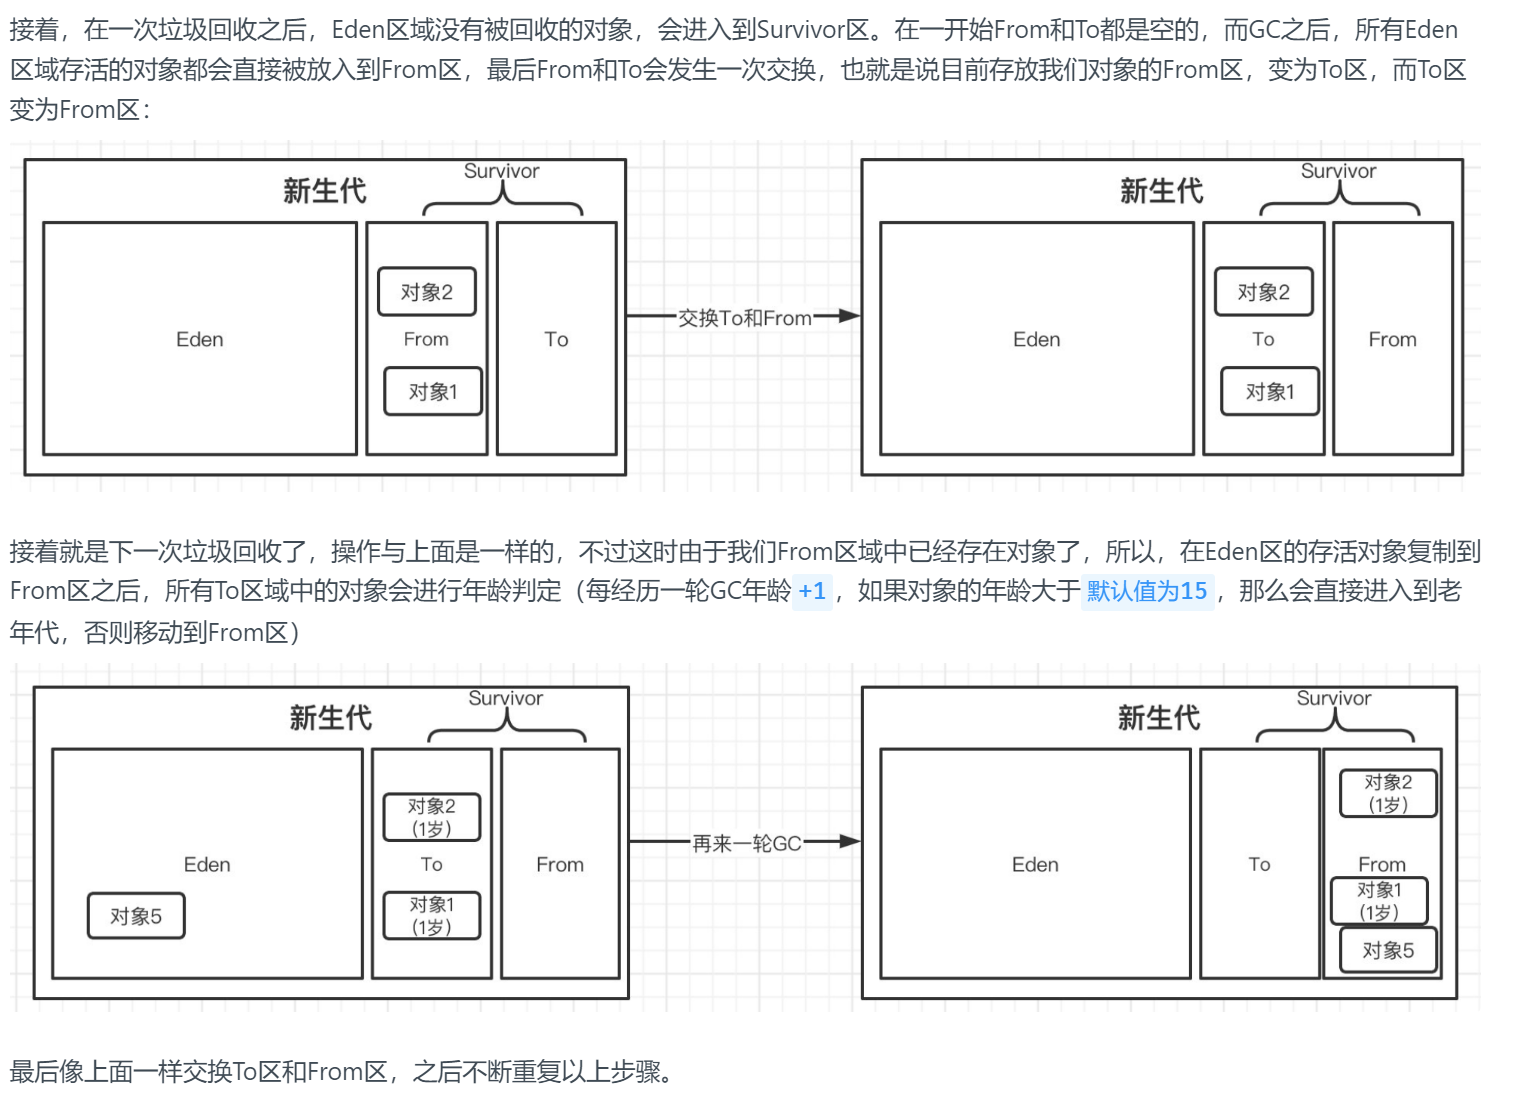 接着，在一次垃圾回收之后，Eden区域没有被回收的对象，会进入到Survivor区。在一开始From和To都是空的，而GC之后，所有Eden
区域存活的对象都会直接被放入到From区，最后From和To会发生一次交换，也就是说目前存放我们对象的From区，变为To区，而To区
变为From区：
Survivor
新生代
对象2
Eden
From
To
对象1
交换To和From
Survivor
新生代
对象2
Eden
To
From
对象1
接着就是下一次垃圾回收了，操作与上面是一样的，不过这时由于我们From区域中已经存在对象了，所以，在Eden区的存活对象复制到
From区之后，所有To区域中的对象会进行年龄判定（每经历一轮GC年龄 +1 ，如果对象的年龄大于 默认值为15 ，那么会直接进入到老
年代，否则移动到From区）
Survivor
新生代
对象2
(1岁)
Eden
To
From
对象5
对象1
(1岁)
再来一轮GC
Survivor
新生代
对象2
(1岁)
Eden
To
From
对象1
(1岁)
对象5
最后像上面一样交换To区和From区，之后不断重复以上步骤。